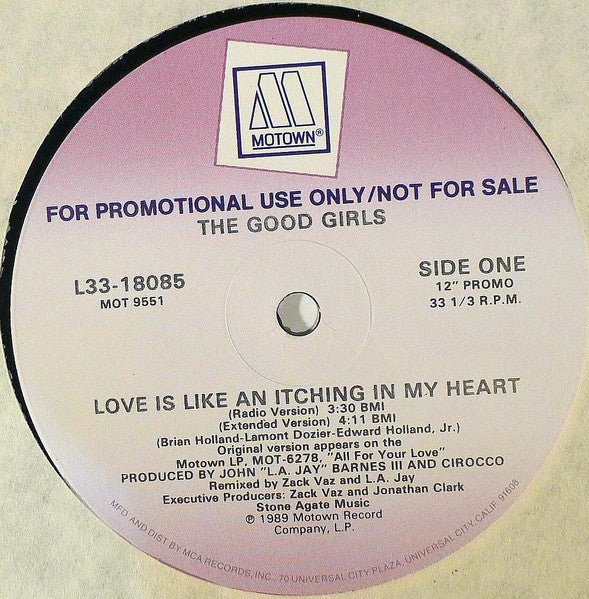 MOTOWN®
FOR PROMOTIONAL USE ONLY/NOT FOR SALE
THE GOOD GIRLS
L33-18085
MOT 9551
SIDE ONE
12" PROMO
33 1/3 R.P.M.
LOVE IS LIKE AN ITCHING IN MY HEART
(Radio Version) 3:30 BMI
(Extended Version) 4:11 BMI
(Brian Holland-Lamont Dozier-Edward Holland, Jr.)
Original version appears on the
Motown LP, MOT-6278, "All For Your Love"
PRODUCED BY JOHN "L.A. JAY" BARNES III AND CIROCCO
Remixed by Zack Vaz and L.A. Jay
Executive Producers: Zack Vaz and Jonathan Clark
Stone Agate Music
℗ 1989 Motown Record
Company, L.P.
MFD. AND DIST. BY MCA RECORDS, INC., 70 UNIVERSAL CITY PLAZA, UNIVERSAL CITY, CALIF. 91608